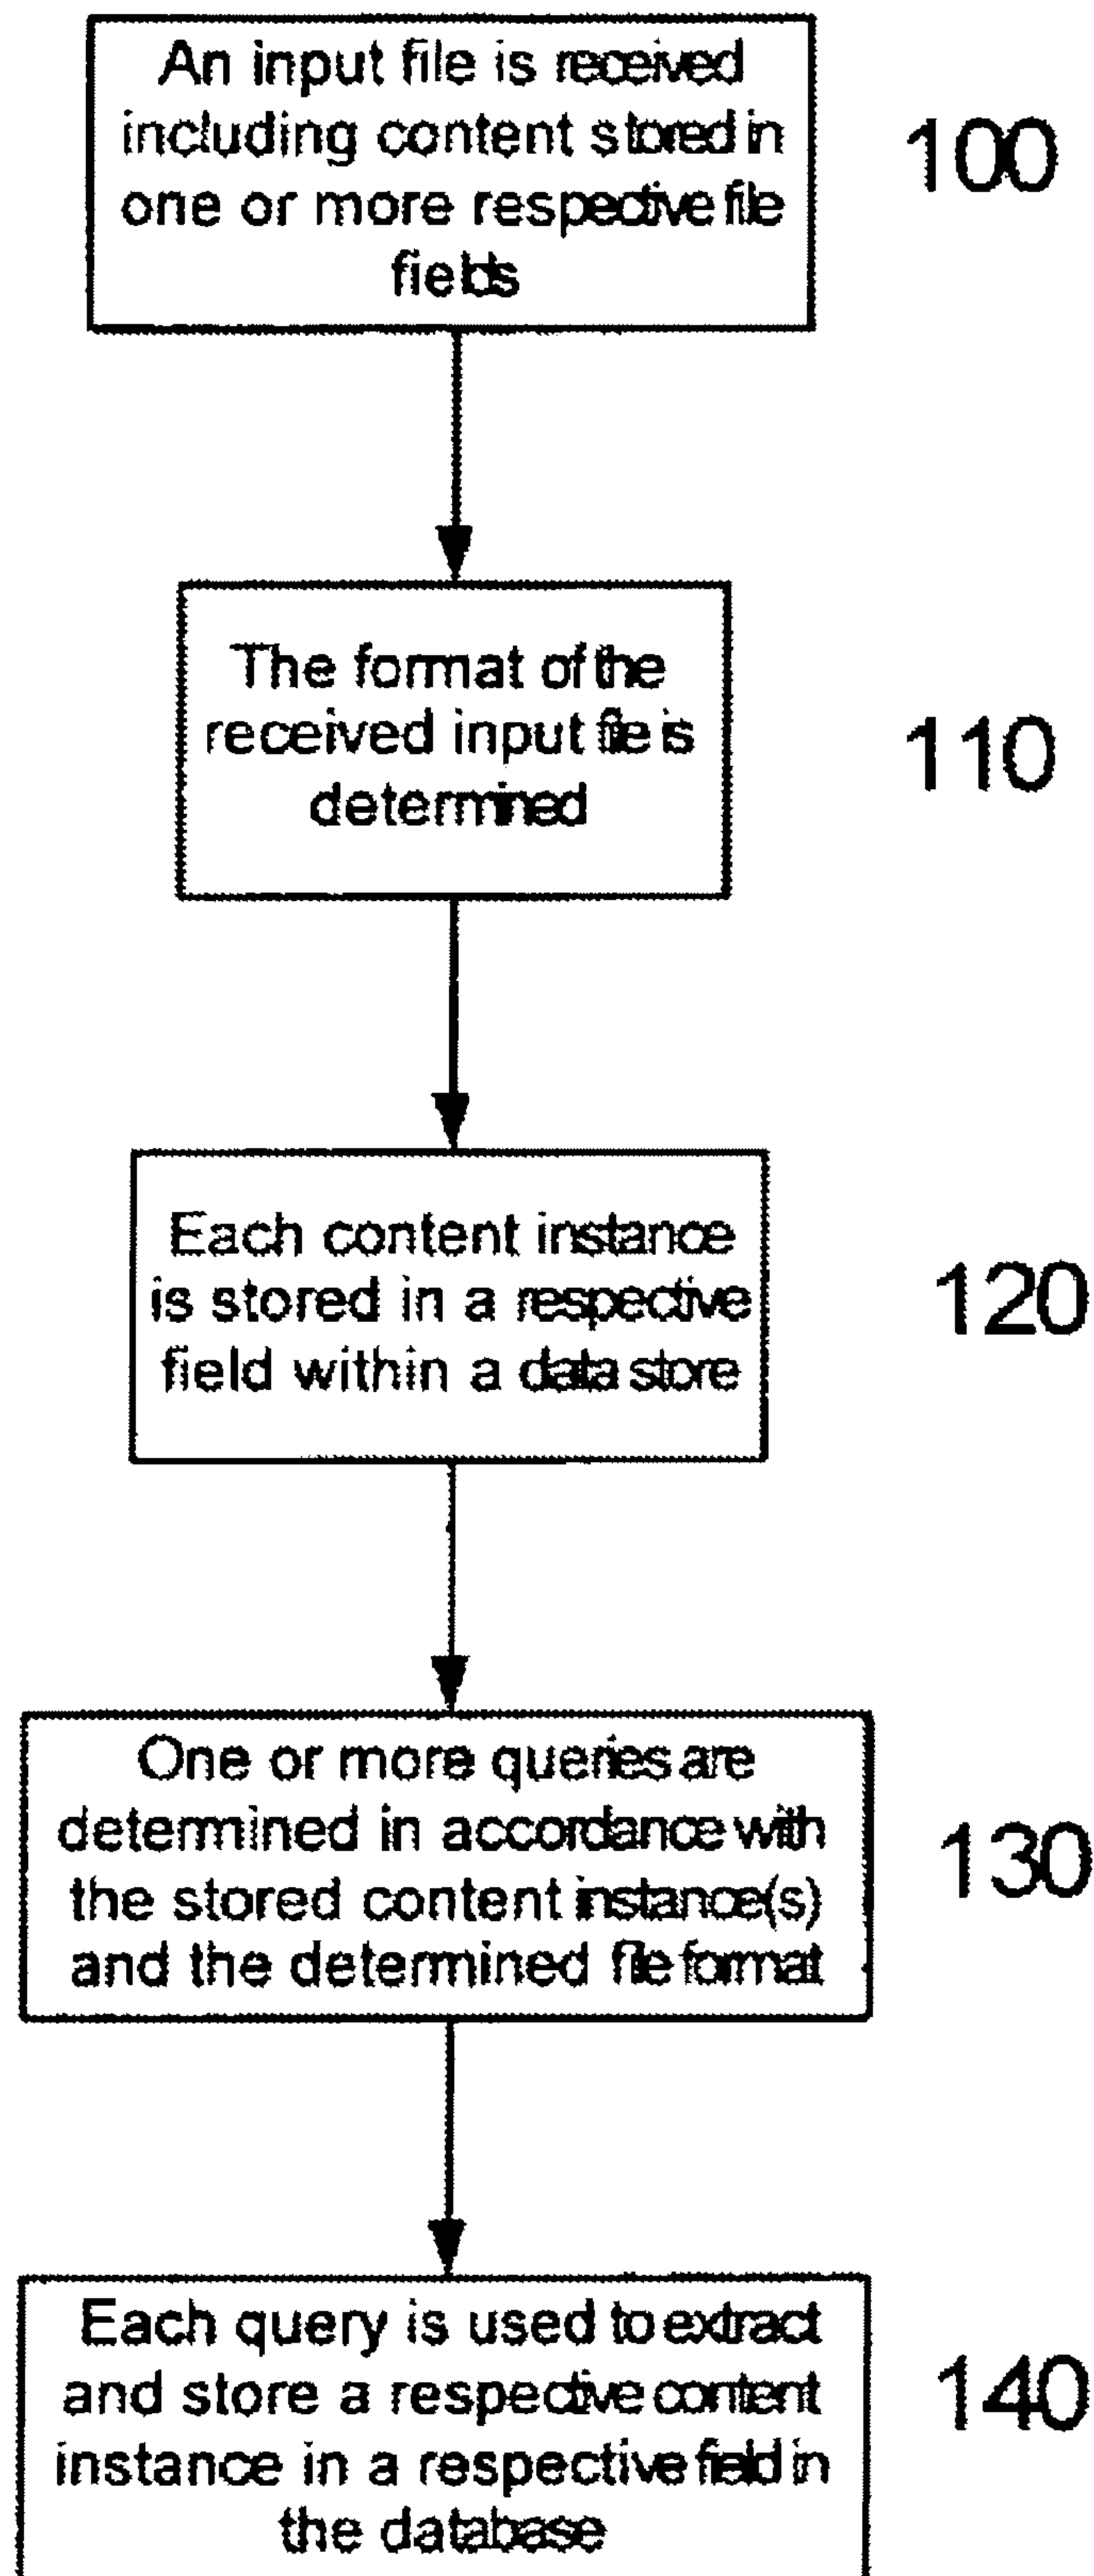 An input file is received
including content stored in
one or more respective file
fields
100
The format of the
received input file is
determined
110
Each content instance
is stored in a respective
field within a data store
120
One or more queries are
determined in accordance with
the stored content instance(s)
and the determined file format
130
Each query is used to extract
and store a respective content
instance in a respective field in
the database
140